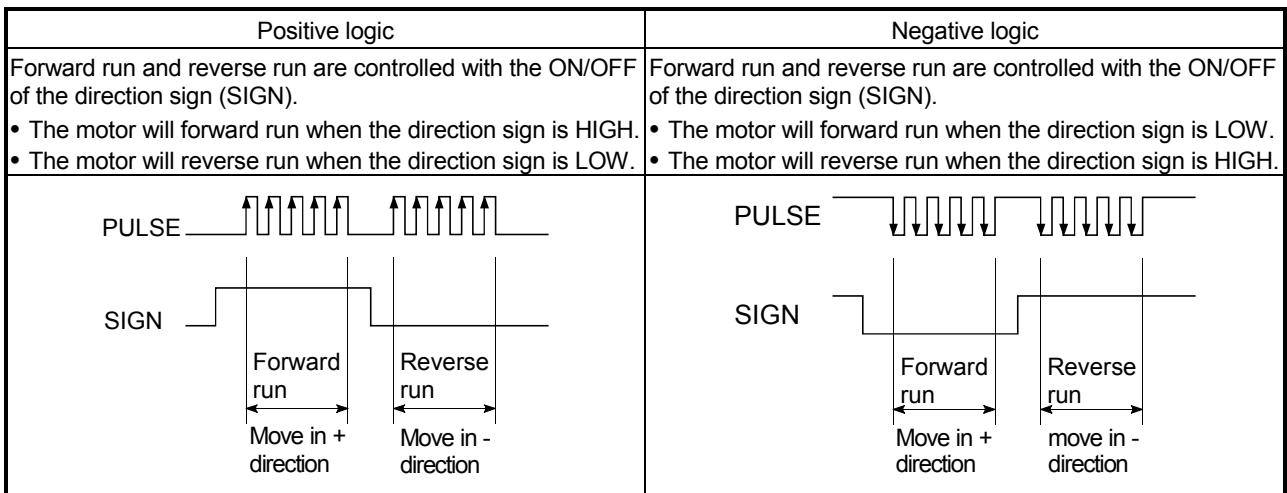 Positive logic
Forward run and reverse run are controlled with the ON/OFF
of the direction sign (SIGN).
• The motor will forward run when the direction sign is HIGH.
• The motor will reverse run when the direction sign is LOW.
PULSE
SIGN
Forward
run
Reverse
run
Move in +
direction
Move in -
direction
Negative logic
Forward run and reverse run are controlled with the ON/OFF
of the direction sign (SIGN).
• The motor will forward run when the direction sign is LOW.
• The motor will reverse run when the direction sign is HIGH.
PULSE
SIGN
Forward
run
Reverse
run
Move in +
direction
move in -
direction